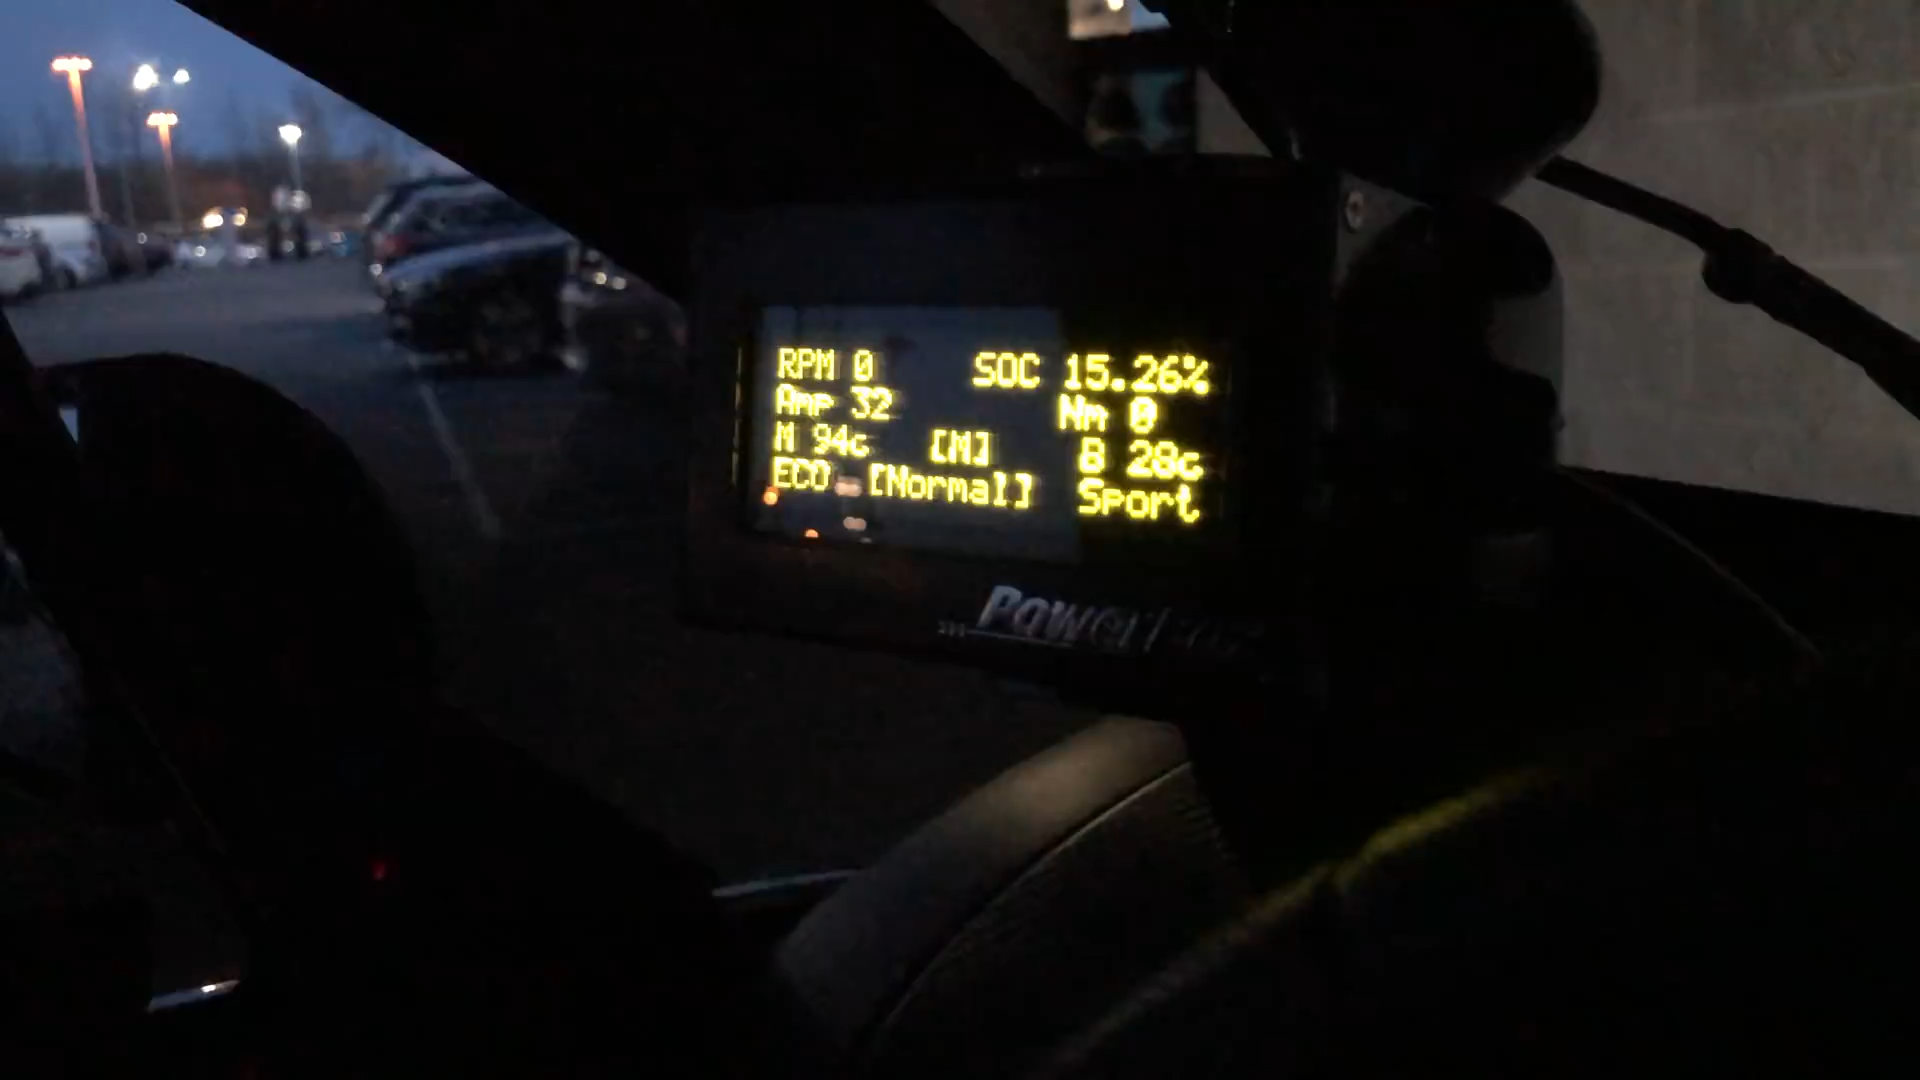 RPM 0 SOC 15.26%
Amp 32 Nm 0
M 94c [M] B 28c
ECO [Normal] Sport